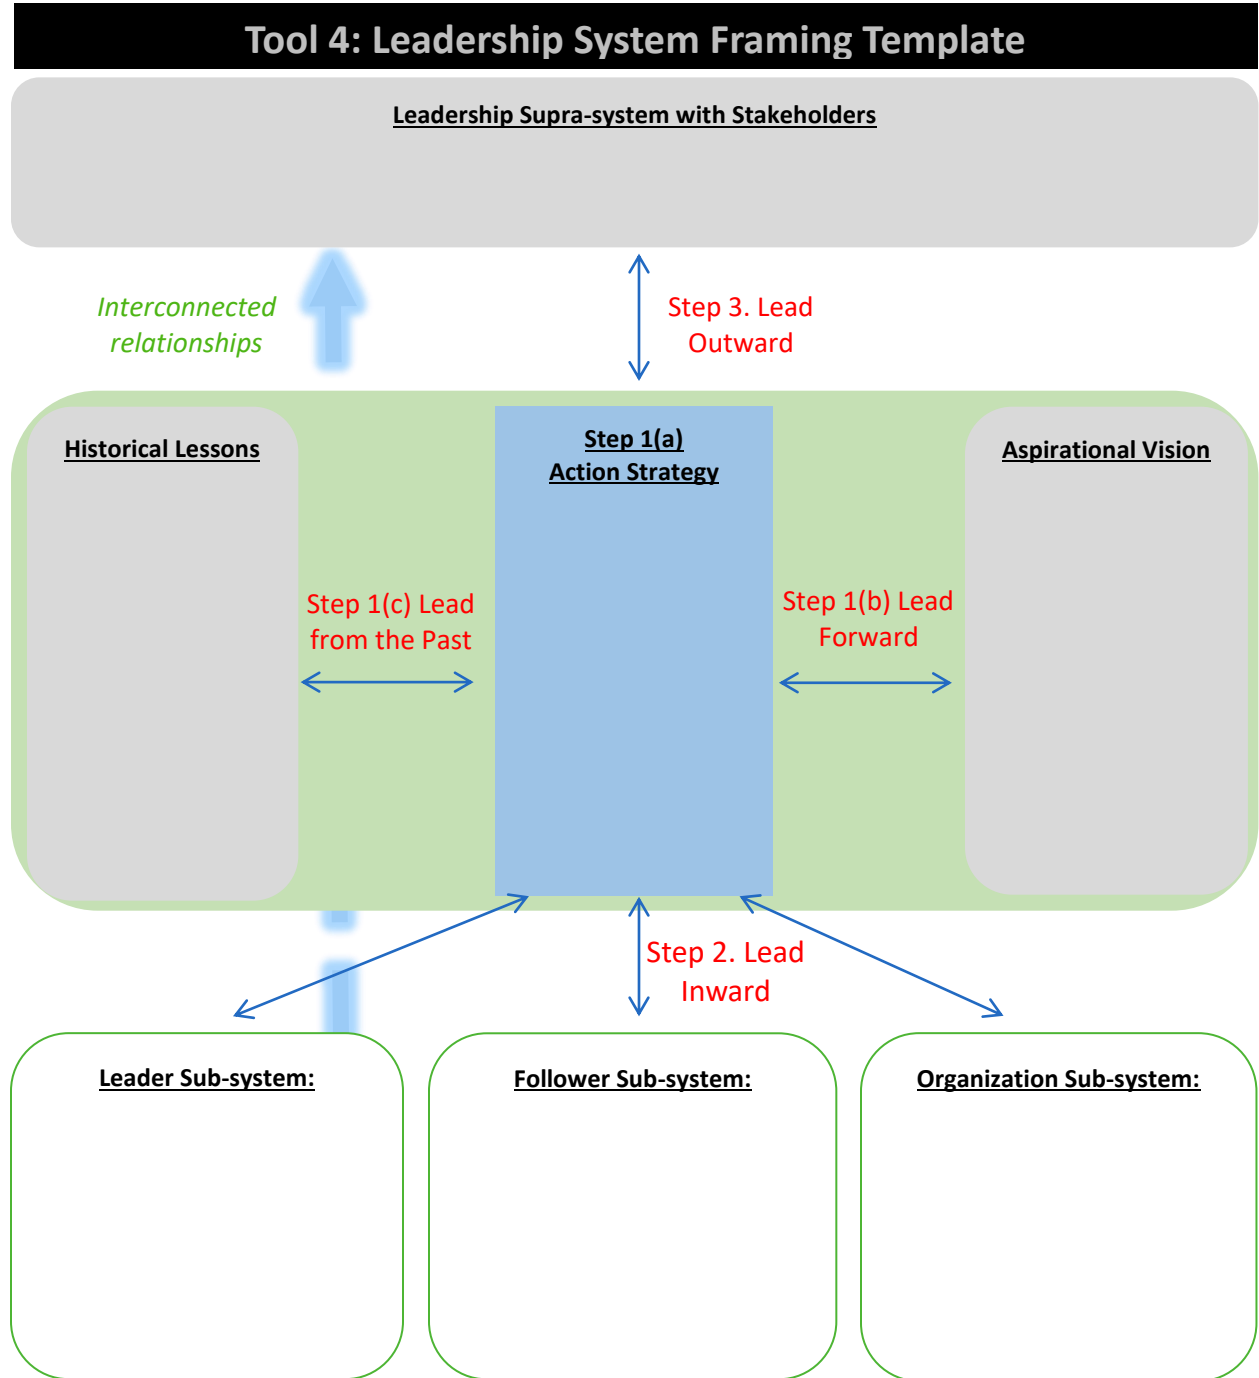 Tool 4: Leadership System Framing Template
Leadership Supra-system with Stakeholders
Interconnected
relationships
Step 3. Lead
Outward
Historical Lessons
Step 1(a)
Action Strategy
Aspirational Vision
Step 1(c) Lead
from the Past
Step 1(b) Lead
Forward
Step 2. Lead
Inward
Leader Sub-system:
Follower Sub-system:
Organization Sub-system: